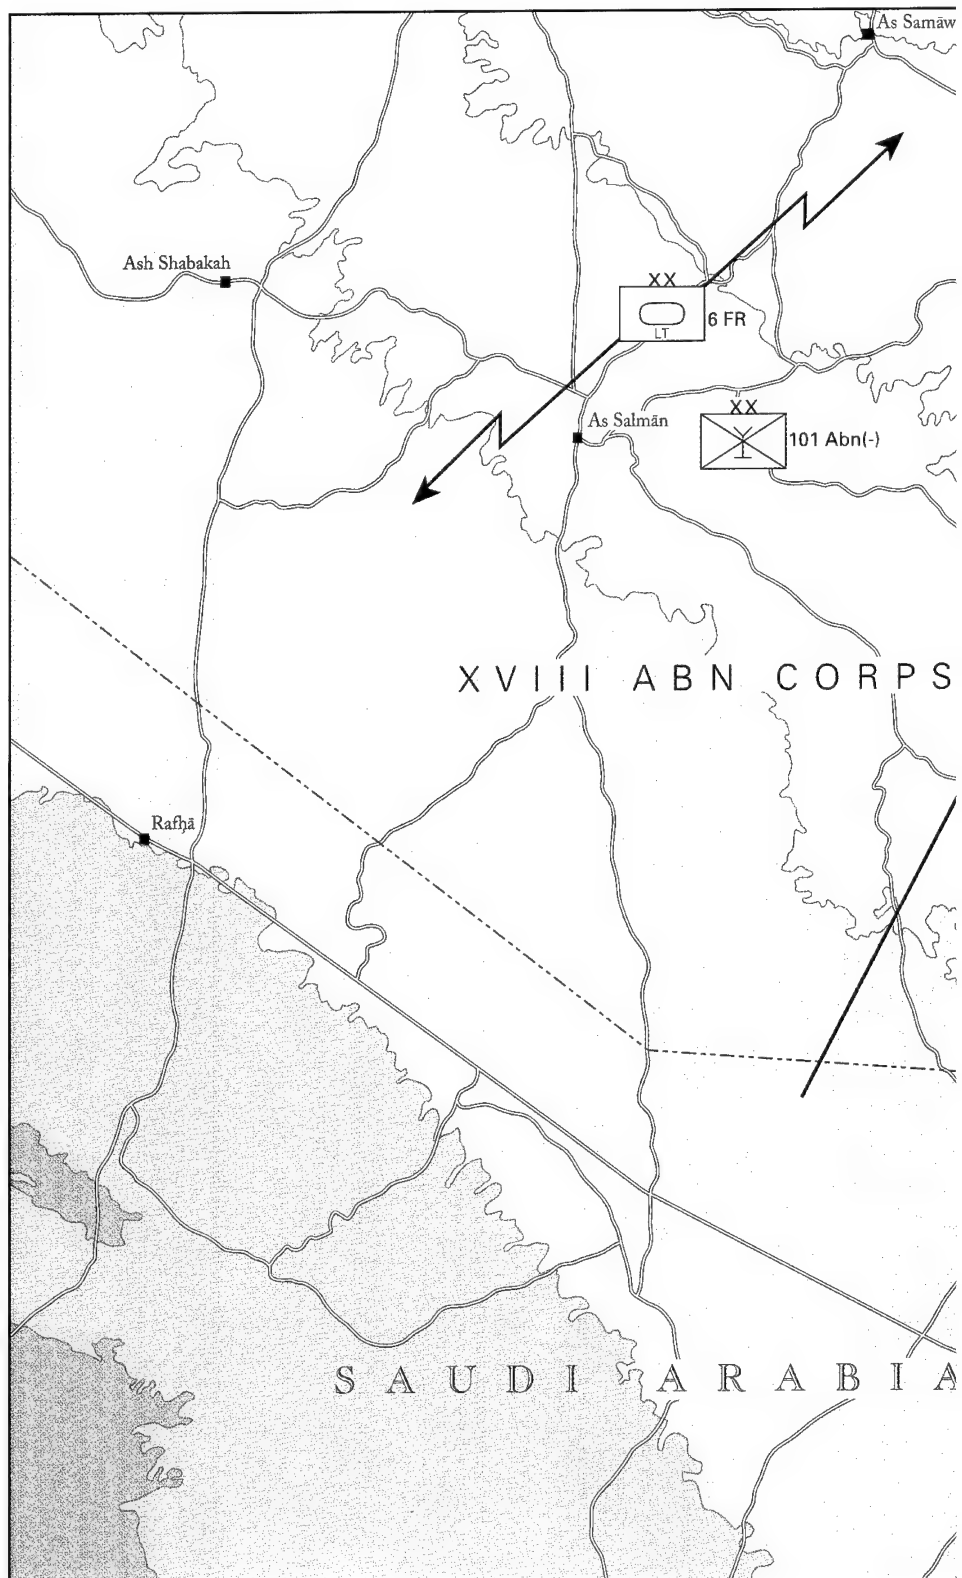 As Samāw
Ash Shabakah
XX
6 FR
LT
As Salmān
XX
101 Abn(-)
XVIII ABN CORPS
Rafḥā
SAUDI ARABIA